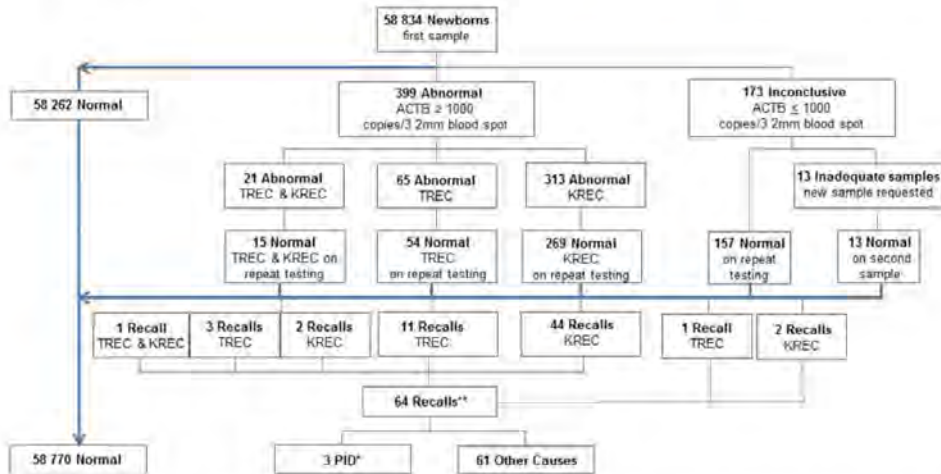 58 834 Newborns
first sample
58 262 Normal
399 Abnormal
ACTB ≥ 1000
copies/3 2mm blood spot
173 Inconclusive
ACTB ≤ 1000
copies/3 2mm blood spot
21 Abnormal
TREC & KREC
65 Abnormal
TREC
313 Abnormal
KREC
13 Inadequate samples
new sample requested
15 Normal
TREC & KREC on
repeat testing
54 Normal
TREC
on repeat testing
269 Normal
KREC
on repeat testing
157 Normal
on repeat
testing
13 Normal
on second
sample
1 Recall
TREC & KREC
3 Recalls
TREC
2 Recalls
KREC
11 Recalls
TREC
44 Recalls
KREC
1 Recall
TREC
2 Recalls
KREC
64 Recalls**
58 770 Normal
3 PID*
61 Other Causes